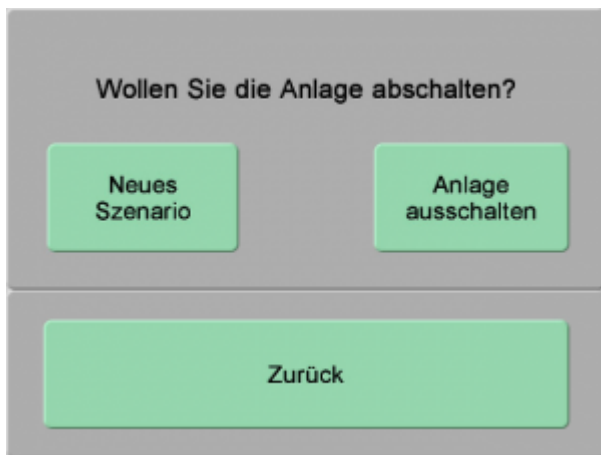 Wollen Sie die Anlage abschalten?
Neues
Szenario
Anlage
ausschalten
Zurück